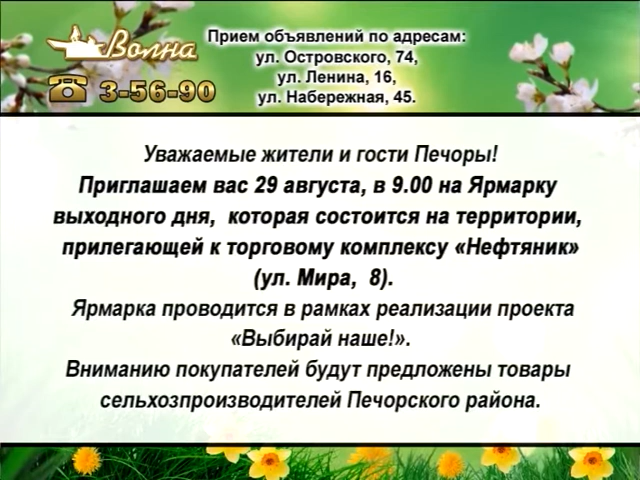 Волна
3-56-90
Прием объявлений по адресам:
ул. Островского, 74,
ул. Ленина, 16,
ул. Набережная, 45.
Уважаемые жители и гости Печоры!
Приглашаем вас 29 августа, в 9.00 на Ярмарку
выходного дня, которая состоится на территории,
прилегающей к торговому комплексу «Нефтяник»
(ул. Мира, 8).
Ярмарка проводится в рамках реализации проекта
«Выбирай наше!».
Вниманию покупателей будут предложены товары
сельхозпроизводителей Печорского района.